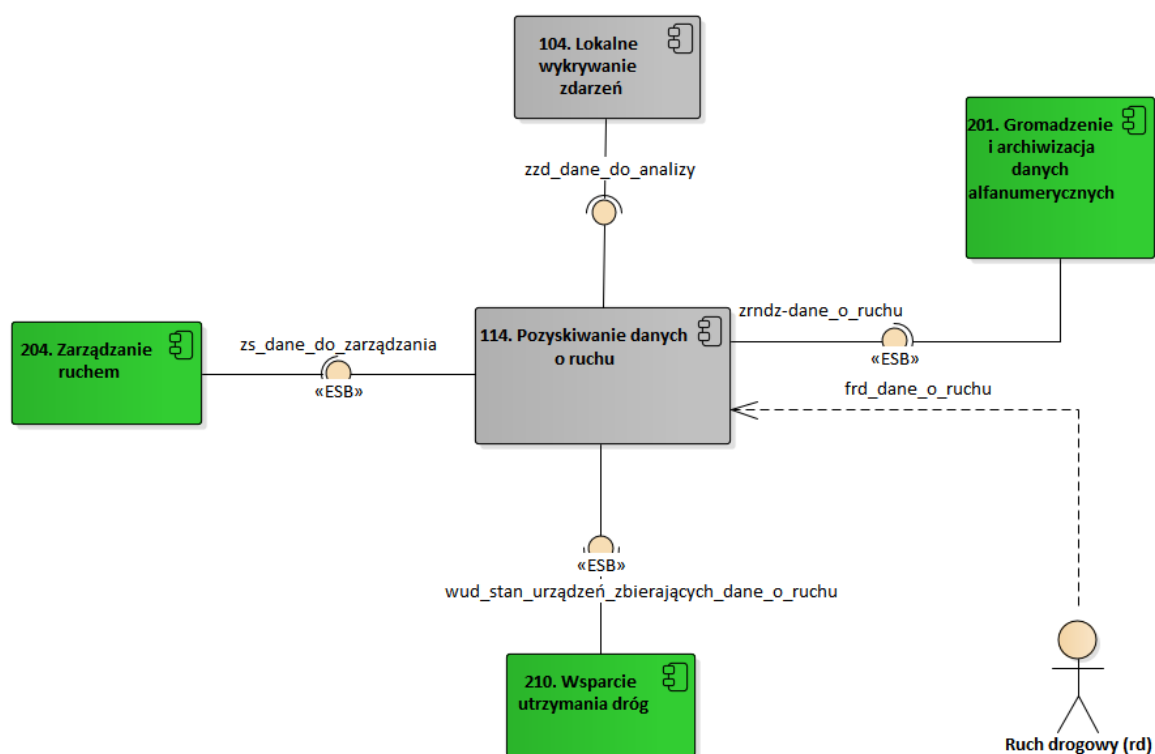 104. Lokalne
wykrywanie
zdarzeń
201. Gromadzenie
i archiwizacja
danych
alfanumerycznych
zzd_dane_do_analizy
zrndz-dane_o_ruchu
«ESB»
114. Pozyskiwanie danych
o ruchu
204. Zarządzanie
ruchem
zs_dane_do_zarządzania
«ESB»
frd_dane_o_ruchu
«ESB»
wud_stan_urządzeń_zbierających_dane_o_ruchu
210. Wsparcie
utrzymania dróg
Ruch drogowy (rd)